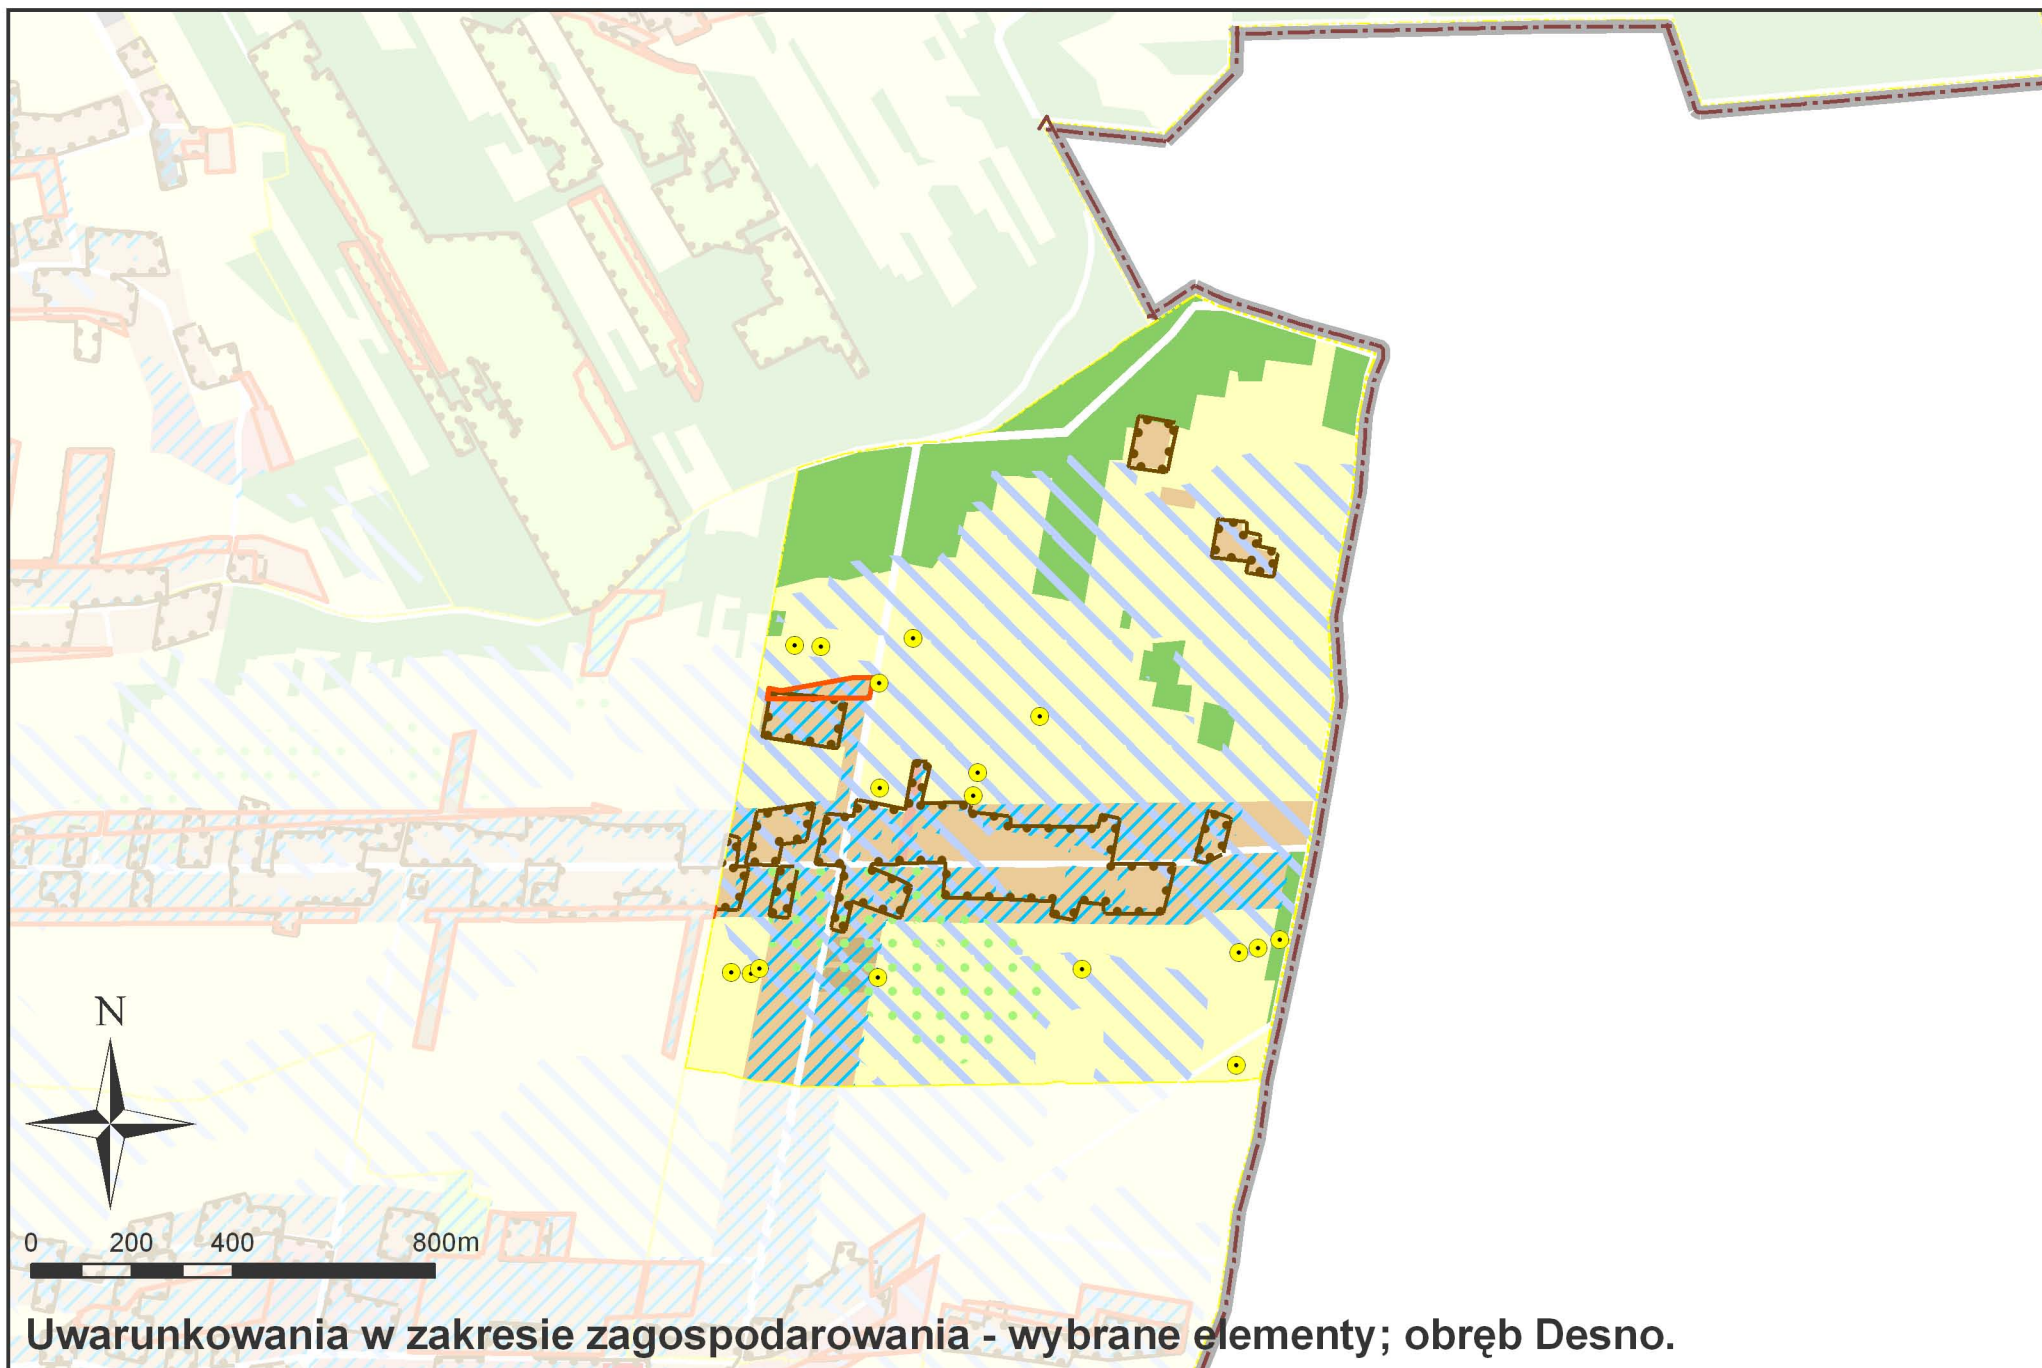 N
0 200 400 800m
Uwarunkowania w zakresie zagospodarowania - wybrane elementy; obręb Desno.